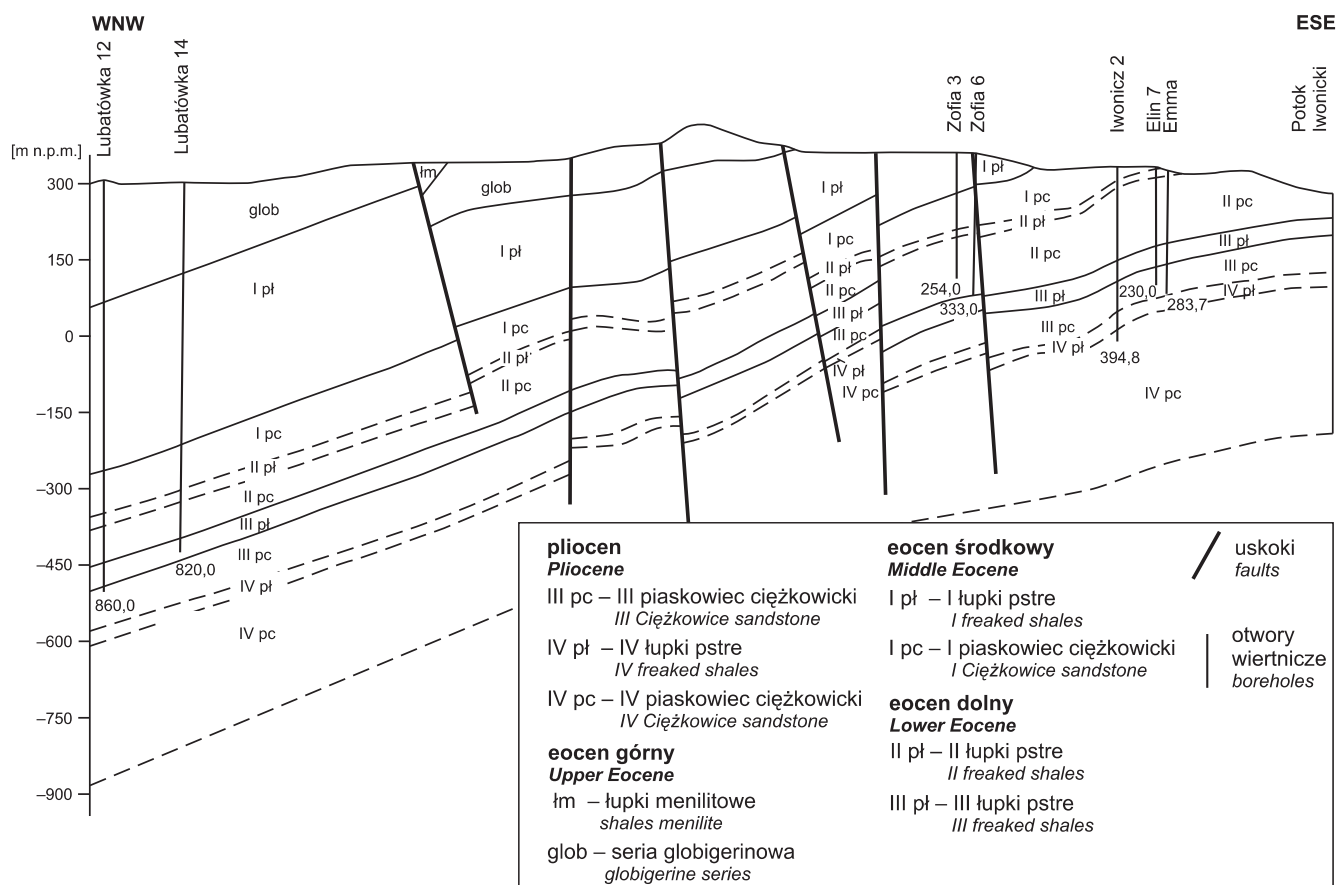 WNW
ESE
Lubatówka 12
Lubatówka 14
Zofia 3
Zofia 6
Iwonicz 2
Elin 7
Emma
Potok
Iwonicki
[m n.p.m.]
300
150
0
–150
–300
–450
–600
–750
–900
glob
I pł
I pc
II pł
II pc
III pł
III pc
IV pł
IV pc
820,0
860,0
łm
glob
I pł
I pc
II pł
II pc
I pł
I pc
II pł
II pc
III pł
III pc
IV pł
IV pc
I pł
I pc
II pł
II pc
III pł
III pc
IV pł
254,0
333,0
394,8
230,0
283,7
II pc
III pł
III pc
IV pł
IV pc
pliocen
Pliocene
III pc – III piaskowiec ciężkowicki
III Ciężkowice sandstone
IV pł – IV łupki pstre
IV freaked shales
IV pc – IV piaskowiec ciężkowicki
IV Ciężkowice sandstone
eocen górny
Upper Eocene
łm – łupki menilitowe
shales menilite
glob – seria globigerinowa
globigerine series
eocen środkowy
Middle Eocene
I pł – I łupki pstre
I freaked shales
I pc – I piaskowiec ciężkowicki
I Ciężkowice sandstone
eocen dolny
Lower Eocene
II pł – II łupki pstre
II freaked shales
III pł – III łupki pstre
III freaked shales
uskoki
faults
otwory
wiertnicze
boreholes